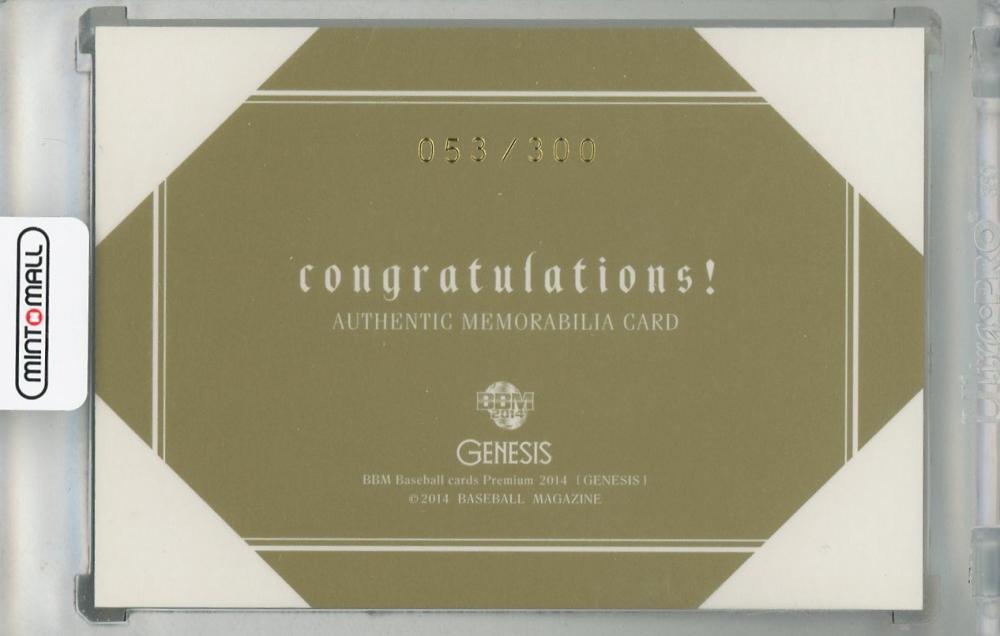 053/300
congratulations!
AUTHENTIC MEMORABILIA CARD
BBM
2014
GENESIS
BBM Baseball cards Premium 2014 [GENESIS]
©2014 BASEBALL MAGAZINE
MINTOMALL
UltraPRO